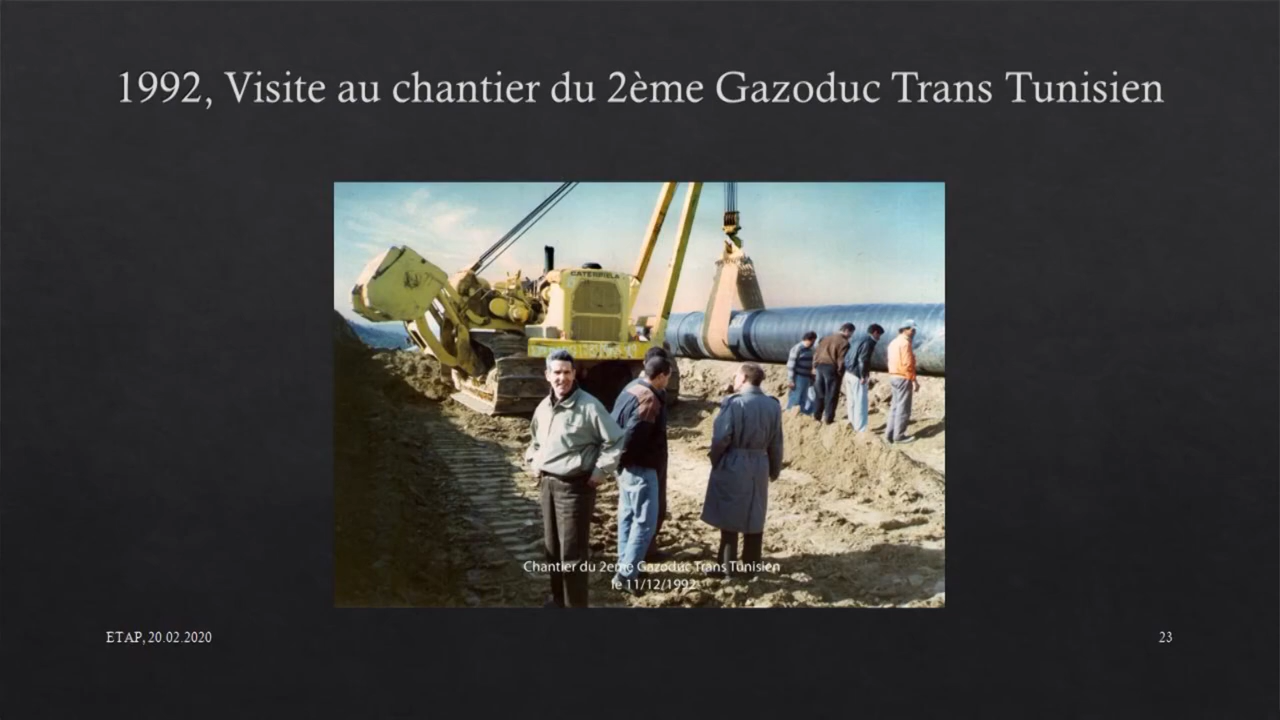 1992, Visite au chantier du 2ème Gazoduc Trans Tunisien
CATERPILLAR
Chantier du 2eme Gazoduc Trans Tunisien
le 11/12/1992
ETAP, 20.02.2020
23